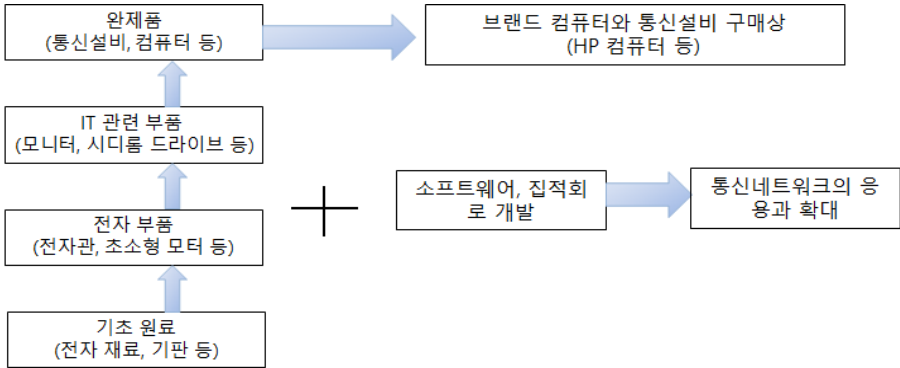 완제품
(통신설비, 컴퓨터 등)
브랜드 컴퓨터와 통신설비 구매상
(HP 컴퓨터 등)
IT 관련 부품
(모니터, 시디롬 드라이브 등)
소프트웨어, 집적회
로 개발
통신네트워크의 응
용과 확대
전자 부품
(전자관, 초소형 모터 등)
기초 원료
(전자 재료, 기판 등)